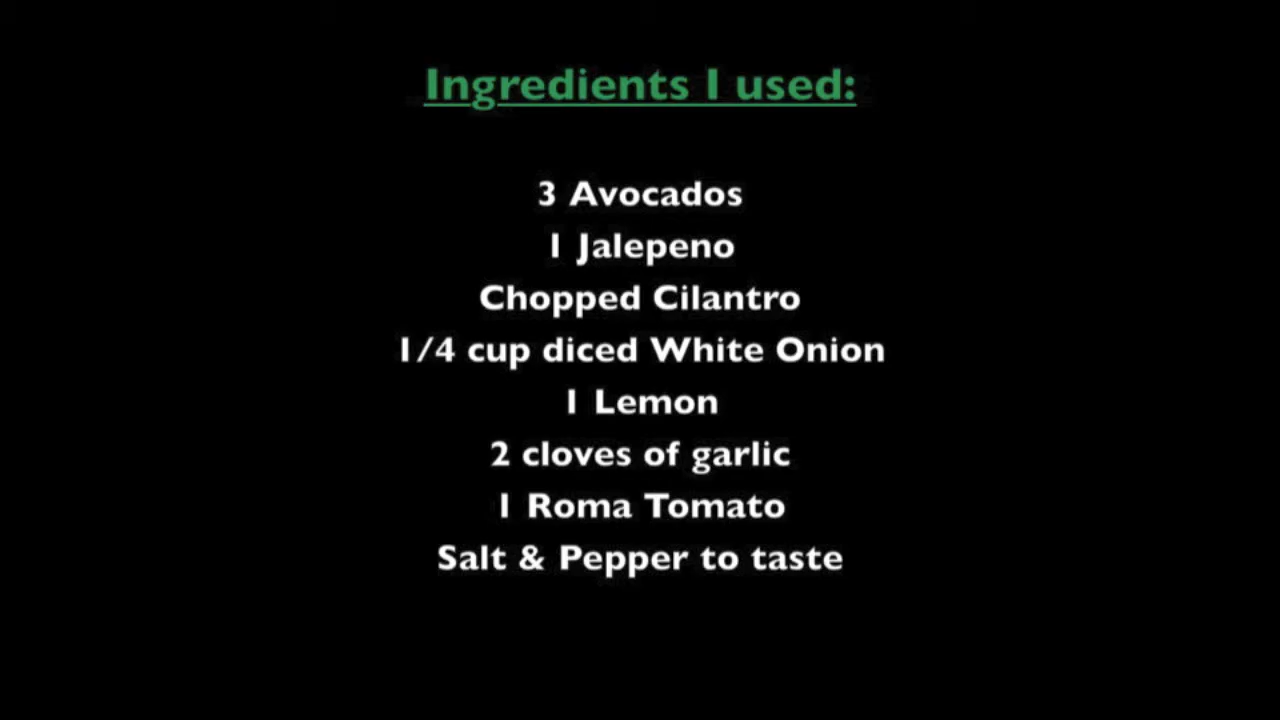 Ingredients I used:
3 Avocados
1 Jalepeno
Chopped Cilantro
1/4 cup diced White Onion
1 Lemon
2 cloves of garlic
1 Roma Tomato
Salt & Pepper to taste